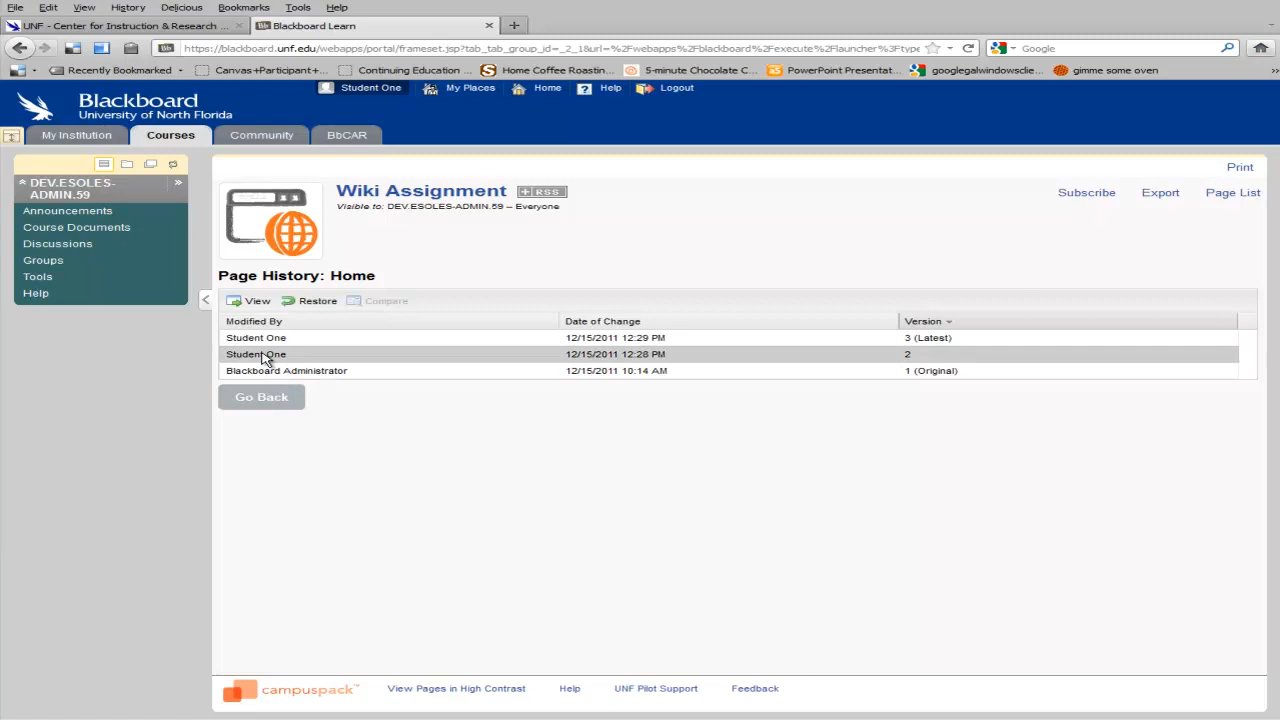 File Edit View History Delicious Bookmarks Tools Help
UNF - Center for Instruction & Research ... Blackboard Learn
https://blackboard.unf.edu/webapps/portal/frameset.jsp?tab_tab_group_id=_2_1&url=%2Fwebapps%2Fblackboard%2Fexecute%2Flauncher%3Ftype Google
Recently Bookmarked Canvas+Participant+... Continuing Education ... Home Coffee Roastin... 5-minute Chocolate C... PowerPoint Presentat... googlegalwindowsclie... gimme some oven
Student One My Places Home Help Logout
Blackboard
University of North Florida
My Institution Courses Community BbCAR
Print
DEV.ESOLES-
ADMIN.59
Announcements
Course Documents
Discussions
Groups
Tools
Help
Wiki Assignment + RSS
Subscribe Export Page List
Visible to: DEV.ESOLES-ADMIN.59 – Everyone
Page History: Home
View Restore Compare
Modified By Date of Change Version
Student One 12/15/2011 12:29 PM 3 (Latest)
Student One 12/15/2011 12:28 PM 2
Blackboard Administrator 12/15/2011 10:14 AM 1 (Original)
Go Back
campuspack™ View Pages in High Contrast Help UNF Pilot Support Feedback